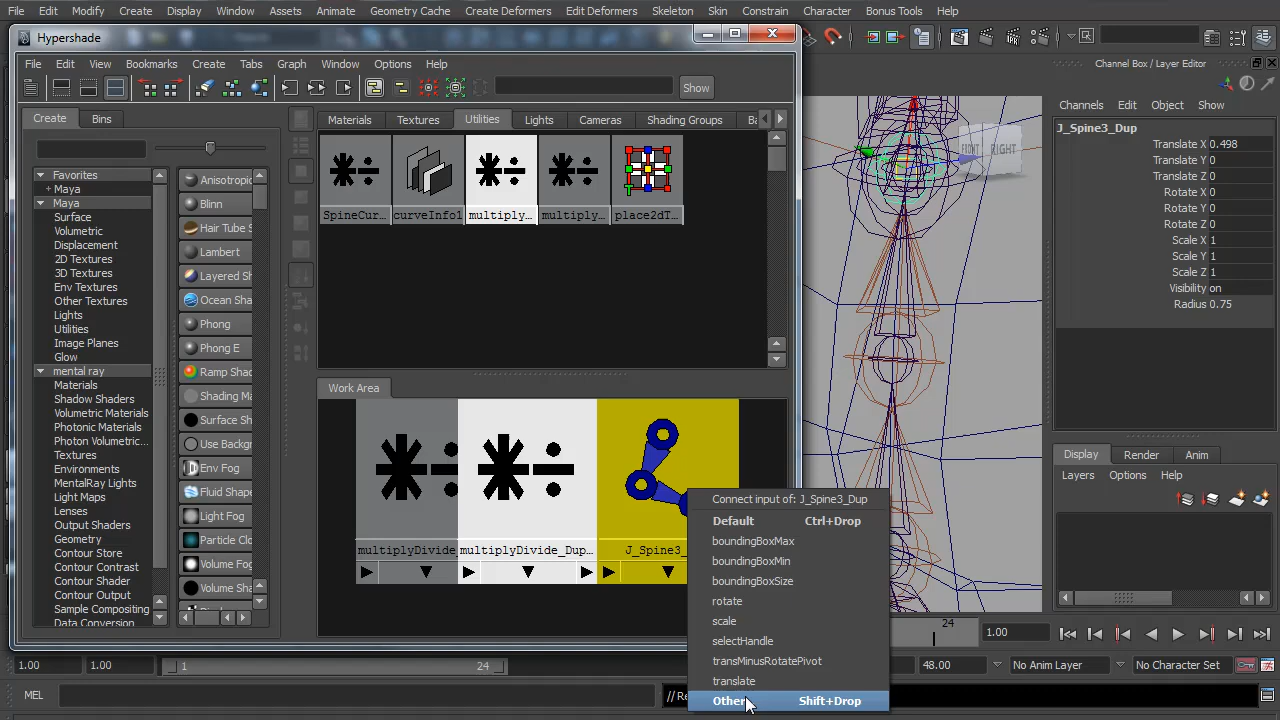 File Modify Create Display Window Assets Animate Geometry Cache Create Deformers Edit Deformers Skeleton Skin Constrain Character Bonus Tools Help
Hypershade
File Edit View Bookmarks Create Tabs Graph Window Options Help
Show
Create Bins
Materials Textures Utilities Lights Cameras Shading Groups Ba
SpineCur... curveInfo1 multiply... multiply... place2dT...
Favorites
+ Maya
Maya
Surface
Volumetric
Displacement
2D Textures
3D Textures
Env Textures
Other Textures
Lights
Utilities
Image Planes
Glow
mental ray
Materials
Shadow Shaders
Volumetric Materials
Photonic Materials
Photon Volumetric...
Textures
Environments
MentalRay Lights
Light Maps
Lenses
Output Shaders
Geometry
Contour Store
Contour Contrast
Contour Shader
Contour Output
Sample Compositing
Data Conversion
Anisotropic
Blinn
Hair Tube S
Lambert
Layered Sh
Ocean Sha
Phong
Phong E
Ramp Shad
Shading Ma
Surface Sh
Use Backgr
Env Fog
Fluid Shape
Light Fog
Particle Clo
Volume Fog
Volume Sha
Work Area
multiplyDivide_ multiplyDivide_Dup... J_Spine3_
Connect input of: J_Spine3_Dup
Default Ctrl+Drop
boundingBoxMax
boundingBoxMin
boundingBoxSize
rotate
scale
selectHandle
transMinusRotatePivot
translate
Other Shift+Drop
FRONT RIGHT
Channel Box / Layer Editor
Channels Edit Object Show
J_Spine3_Dup
Translate X 0.498
Translate Y 0
Translate Z 0
Rotate X 0
Rotate Y 0
Rotate Z 0
Scale X 1
Scale Y 1
Scale Z 1
Visibility on
Radius 0.75
Display Render Anim
Layers Options Help
24
1.00
1.00 1.00 1 24 48.00 No Anim Layer No Character Set
MEL // Re